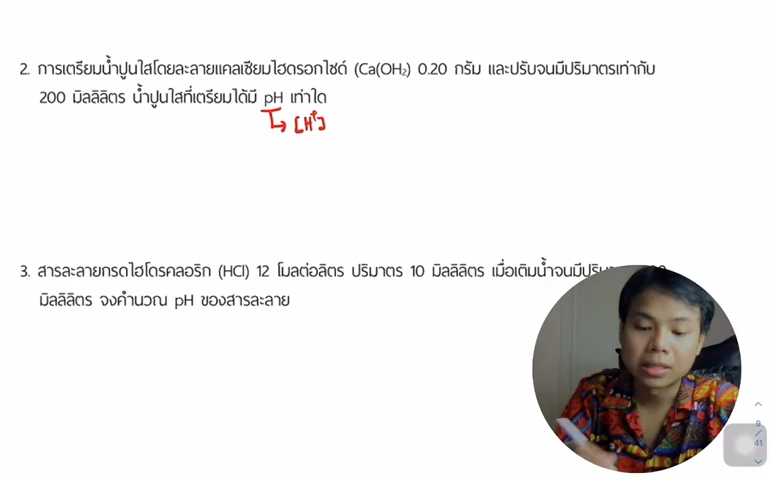 2. การเตรียมน้ำปูนใสโดยละลายแคลเซียมไฮดรอกไซด์ (Ca(OH₂) 0.20 กรัม และปรับจนมีปริมาตรเท่ากับ
200 มิลลิลิตร น้ำปูนใสที่เตรียมได้มี pH เท่าใด
↳ [H⁺]
3. สารละลายกรดไฮโดรคลอริก (HCl) 12 โมลต่อลิตร ปริมาตร 10 มิลลิลิตร เมื่อเติมน้ำจนมี
มิลลิลิตร จงคำนวณ pH ของสารละลาย
9
/
41